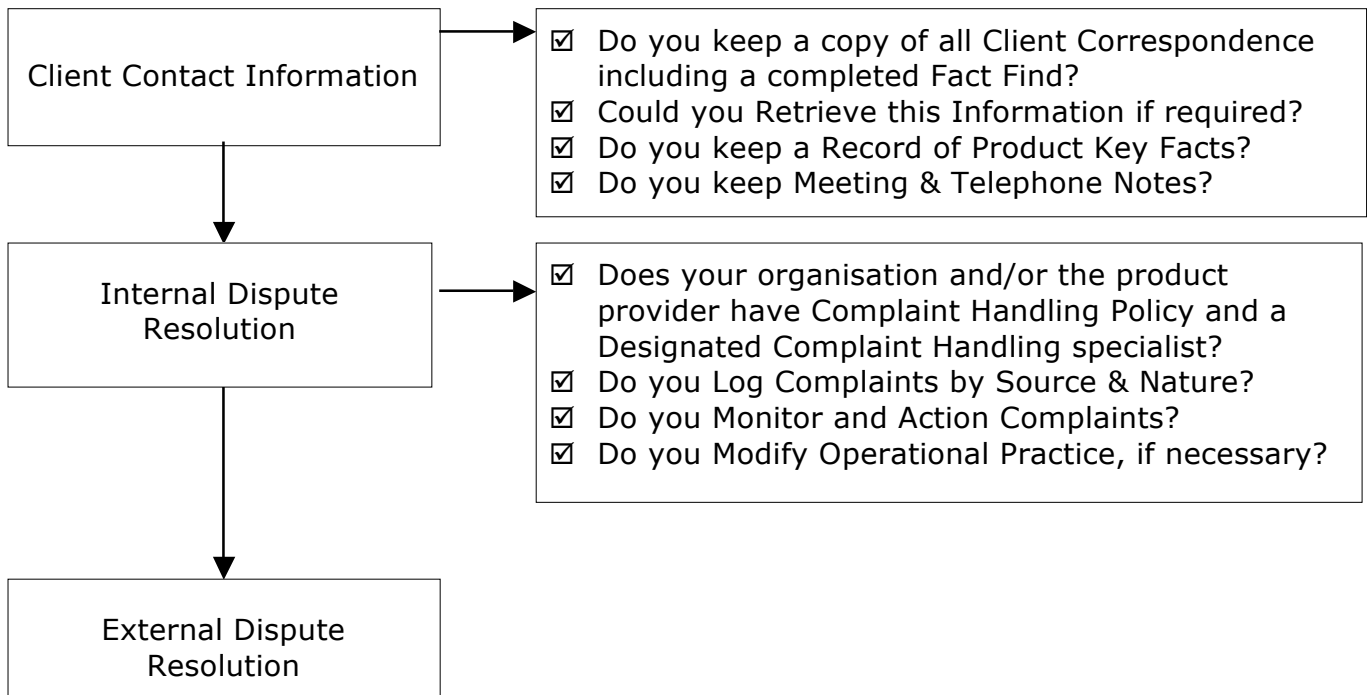 Client Contact Information
☑ Do you keep a copy of all Client Correspondence
including a completed Fact Find?
☑ Could you Retrieve this Information if required?
☑ Do you keep a Record of Product Key Facts?
☑ Do you keep Meeting & Telephone Notes?
Internal Dispute
Resolution
☑ Does your organisation and/or the product
provider have Complaint Handling Policy and a
Designated Complaint Handling specialist?
☑ Do you Log Complaints by Source & Nature?
☑ Do you Monitor and Action Complaints?
☑ Do you Modify Operational Practice, if necessary?
External Dispute
Resolution